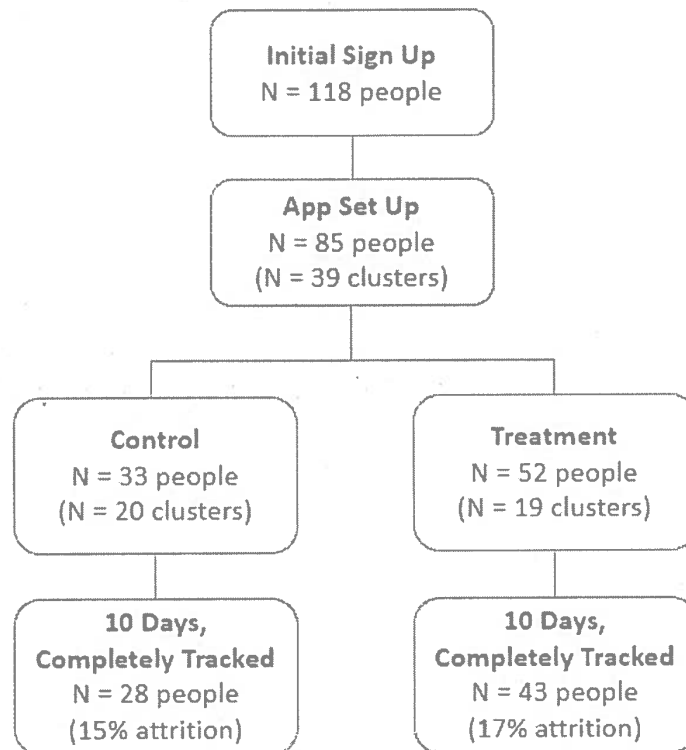 Initial Sign Up
N = 118 people
App Set Up
N = 85 people
(N = 39 clusters)
Control
N = 33 people
(N = 20 clusters)
Treatment
N = 52 people
(N = 19 clusters)
10 Days,
Completely Tracked
N = 28 people
(15% attrition)
10 Days,
Completely Tracked
N = 43 people
(17% attrition)